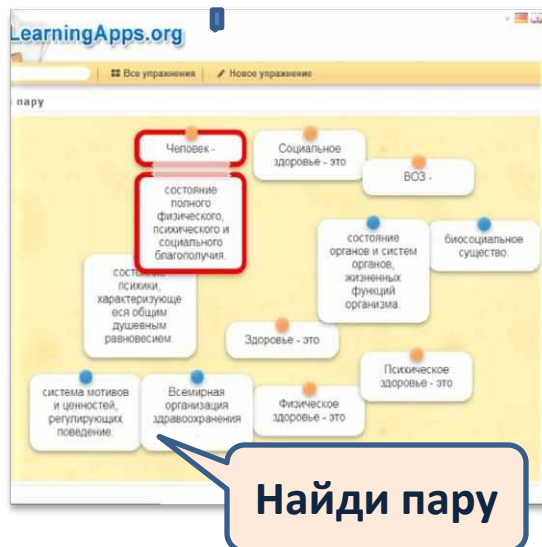 LearningApps.org
Все упражнения
Новое упражнение
пару
Человек -
Социальное
здоровье - это
ВОЗ -
состояние
полного
физического,
психического и
социального
благополучия.
состояние
органов и систем
органов,
жизненных
функций
организма.
биосоциальное
существо.
состояние
психики,
характеризующе
еся общим
душевным
равновесием.
Здоровье - это
Психическое
здоровье - это
система мотивов
и ценностей,
регулирующих
поведение.
Всемирная
организация
здравоохранения
Физическое
здоровье - это
Найди пару